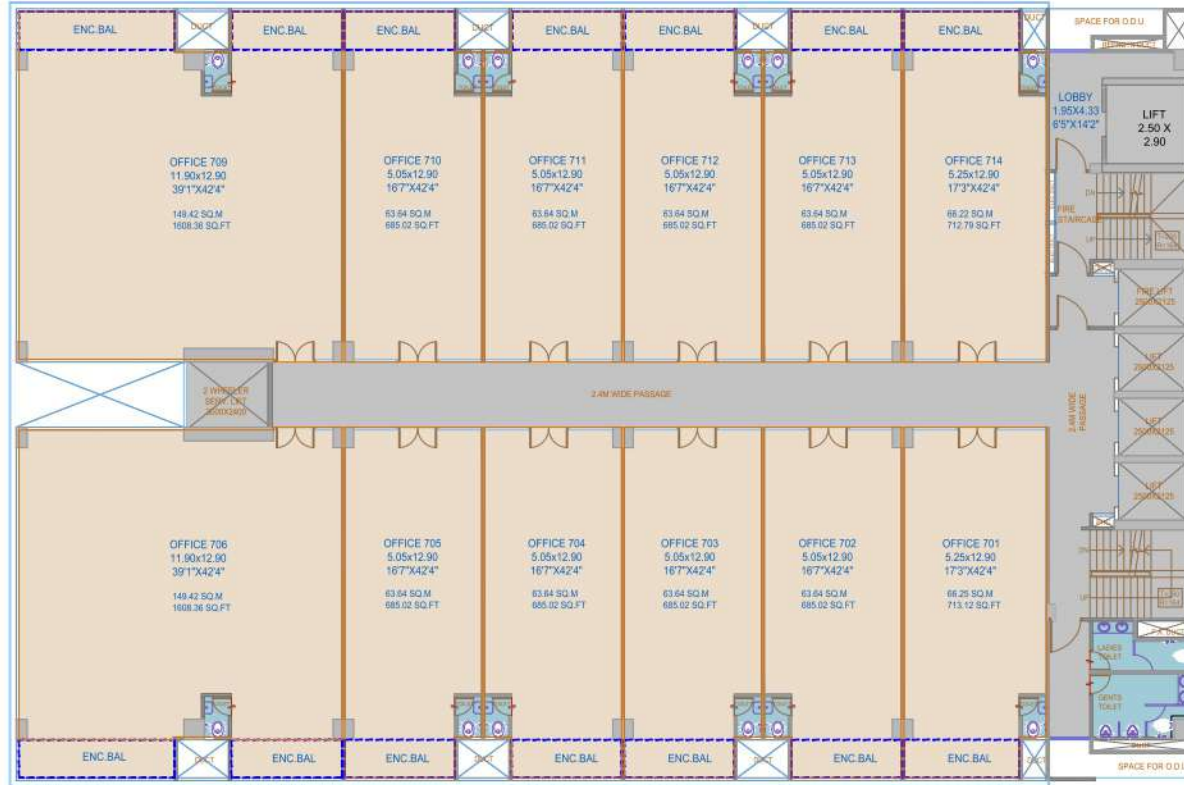 ENC.BAL
DUCT
ENC.BAL
ENC.BAL
DUCT
ENC.BAL
ENC.BAL
DUCT
ENC.BAL
ENC.BAL
DUCT
SPACE FOR O.D.U.
LOBBY
1.95X4.33
6'5"X14'2"
LIFT
2.50 X
2.90
OFFICE 709
11.90x12.90
39'1"X42'4"
149.42 SQ.M
1608.36 SQ.FT
OFFICE 710
5.05x12.90
16'7"X42'4"
63.64 SQ.M
685.02 SQ.FT
OFFICE 711
5.05x12.90
16'7"X42'4"
63.64 SQ.M
685.02 SQ.FT
OFFICE 712
5.05x12.90
16'7"X42'4"
63.64 SQ.M
685.02 SQ.FT
OFFICE 713
5.05x12.90
16'7"X42'4"
63.64 SQ.M
685.02 SQ.FT
OFFICE 714
5.25x12.90
17'3"X42'4"
66.22 SQ.M
712.79 SQ.FT
DN
FIRE
STAIRCASE
UP
FIRE LIFT
2500X2125
LIFT
2500X2125
LIFT
2500X2125
LIFT
2500X2125
2 WHEELER
SERV. LIFT
2.4M WIDE PASSAGE
2.4M WIDE
PASSAGE
OFFICE 706
11.90x12.90
39'1"X42'4"
149.42 SQ.M
1608.36 SQ.FT
OFFICE 705
5.05x12.90
16'7"X42'4"
63.64 SQ.M
685.02 SQ.FT
OFFICE 704
5.05x12.90
16'7"X42'4"
63.64 SQ.M
685.02 SQ.FT
OFFICE 703
5.05x12.90
16'7"X42'4"
63.64 SQ.M
685.02 SQ.FT
OFFICE 702
5.05x12.90
16'7"X42'4"
63.64 SQ.M
685.02 SQ.FT
OFFICE 701
5.25x12.90
17'3"X42'4"
66.25 SQ.M
713.12 SQ.FT
DN
UP
LADIES
TOILET
GENTS
TOILET
DUCT
ENC.BAL
DUCT
ENC.BAL
ENC.BAL
DUCT
ENC.BAL
ENC.BAL
DUCT
ENC.BAL
ENC.BAL
DUCT
SPACE FOR O.D.U.